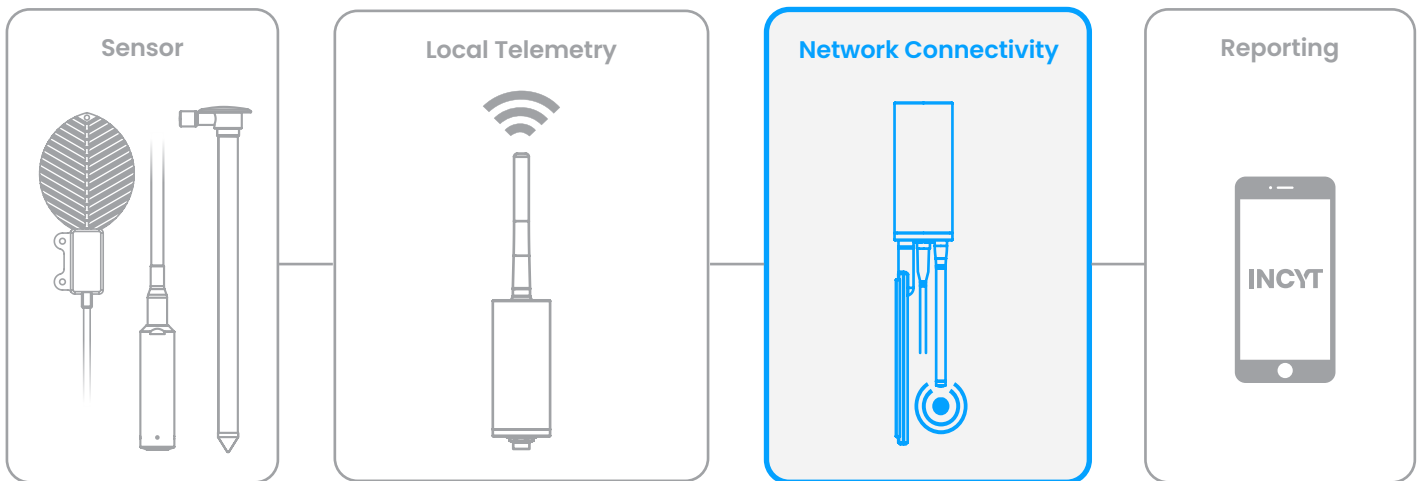 Sensor
Local Telemetry
Network Connectivity
Reporting
INCYT